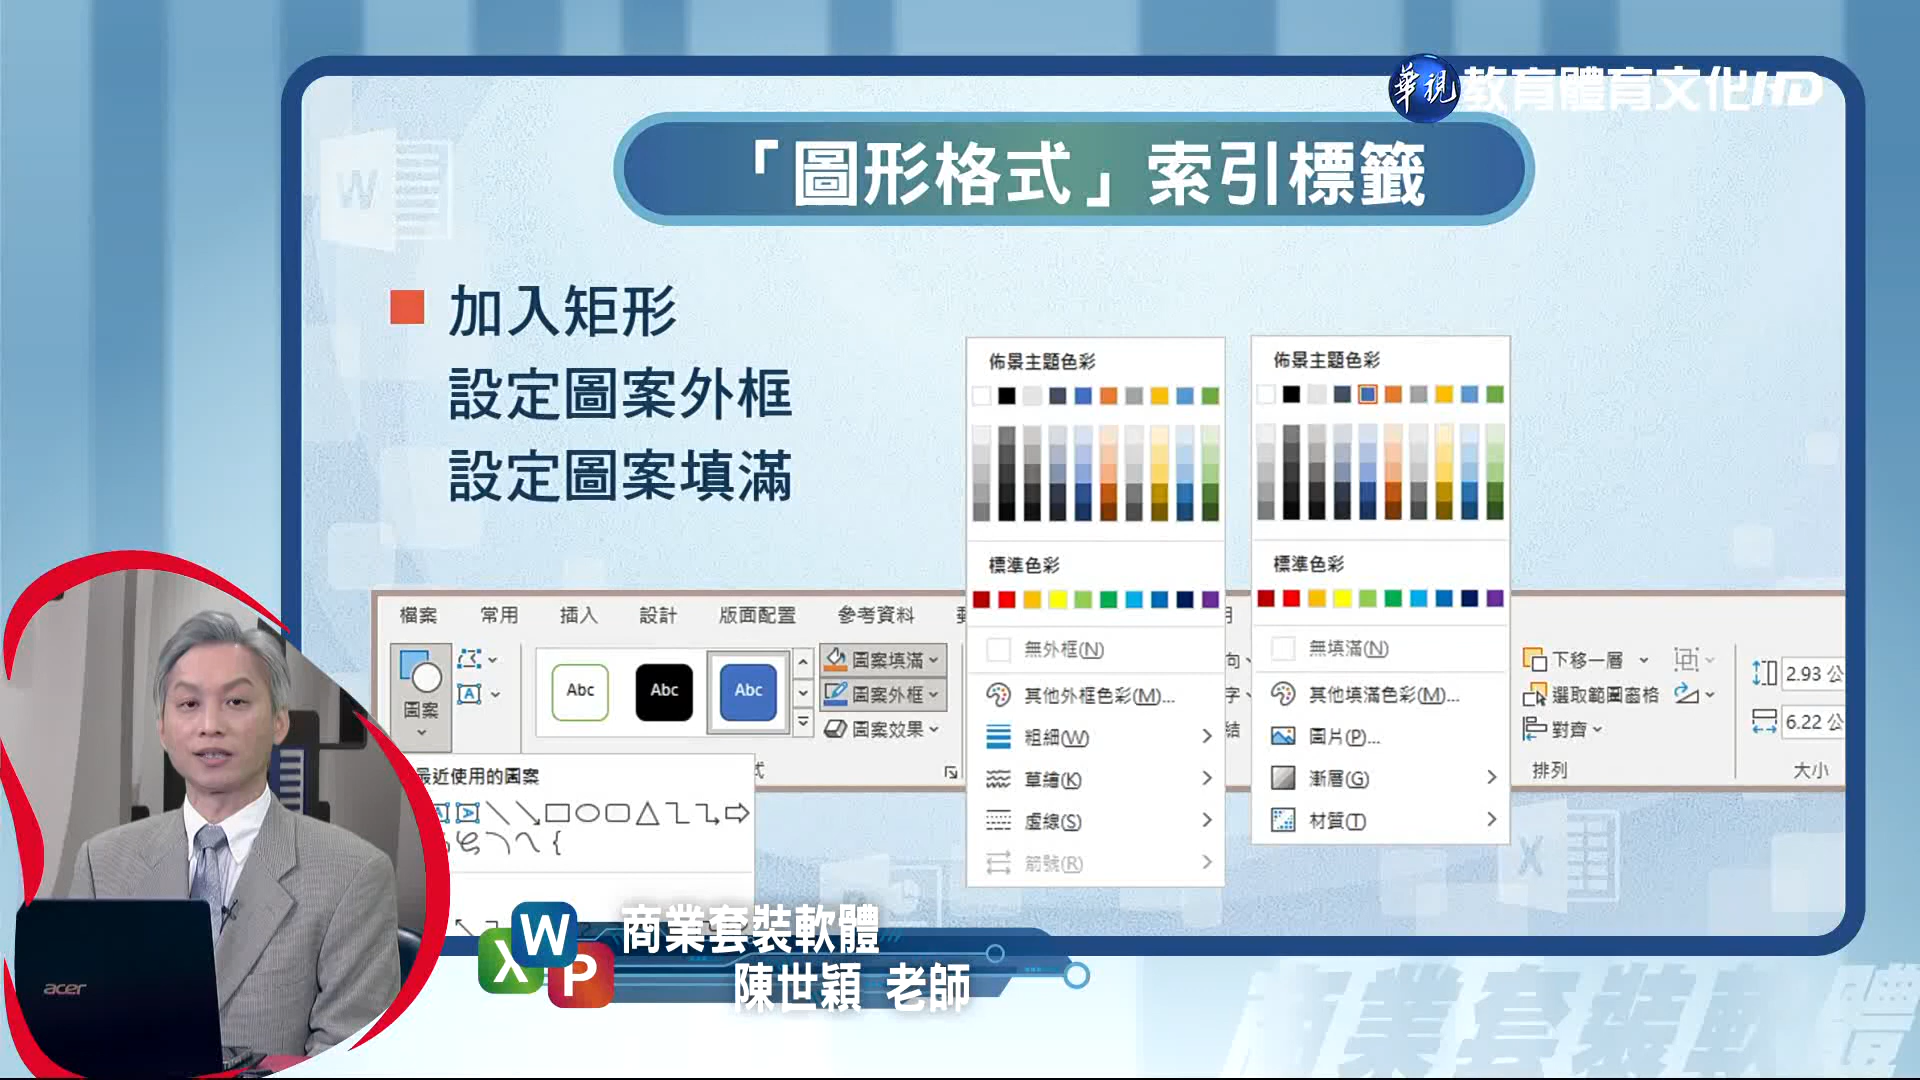 華視 教育體育文化HD
「圖形格式」索引標籤
加入矩形
設定圖案外框
設定圖案填滿
檔案 常用 插入 設計 版面配置 參考資料
圖案
Abc Abc Abc
圖案填滿
圖案外框
圖案效果
最近使用的圖案
佈景主題色彩
標準色彩
無外框(N)
其他外框色彩(M)...
粗細(W)
草繪(K)
虛線(S)
箭號(R)
佈景主題色彩
標準色彩
無填滿(N)
其他填滿色彩(M)...
圖片(P)...
漸層(G)
材質(T)
下移一層
選取範圍窗格
對齊
排列
2.93 公
6.22 公
大小
acer
W
X
P
商業套裝軟體
陳世穎 老師
商業套裝軟體